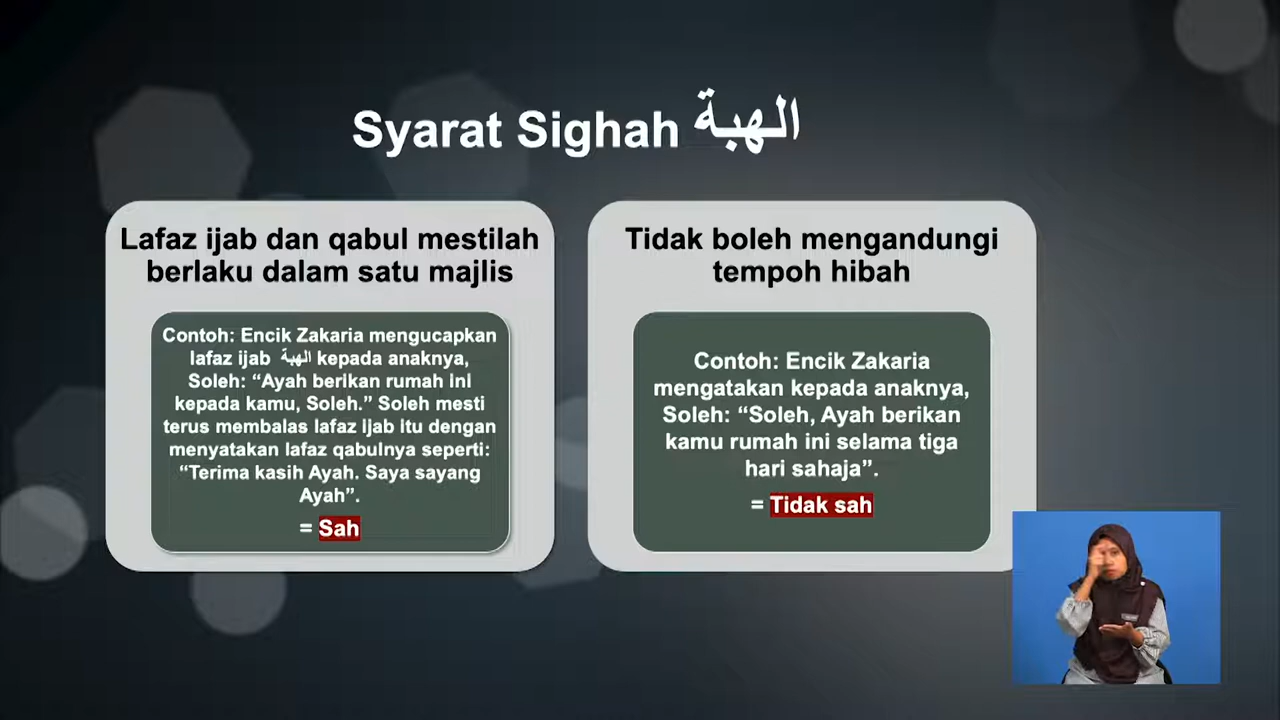 Syarat Sighah الهبة
Lafaz ijab dan qabul mestilah
berlaku dalam satu majlis
Contoh: Encik Zakaria mengucapkan
lafaz ijab الهبة kepada anaknya,
Soleh: “Ayah berikan rumah ini
kepada kamu, Soleh.” Soleh mesti
terus membalas lafaz ijab itu dengan
menyatakan lafaz qabulnya seperti:
“Terima kasih Ayah. Saya sayang
Ayah”.
= Sah
Tidak boleh mengandungi
tempoh hibah
Contoh: Encik Zakaria
mengatakan kepada anaknya,
Soleh: “Soleh, Ayah berikan
kamu rumah ini selama tiga
hari sahaja”.
= Tidak sah